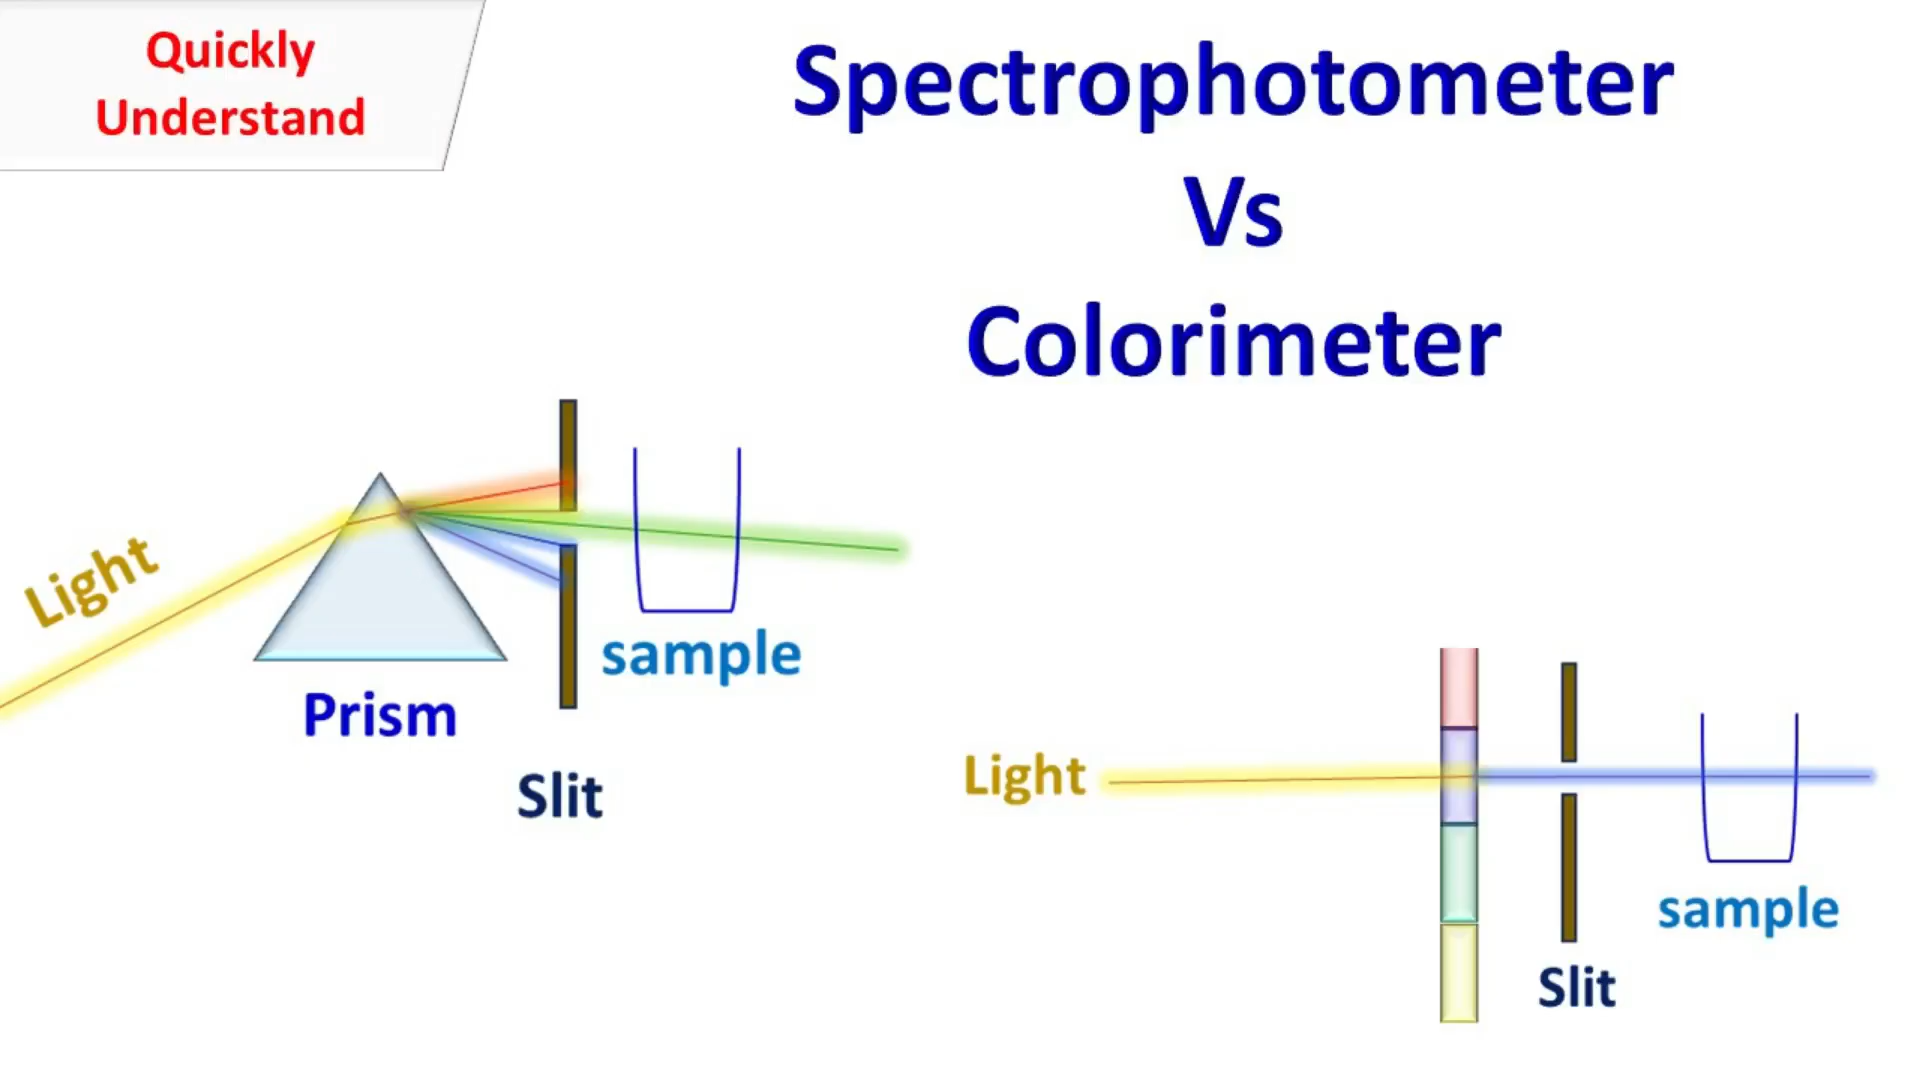 Quickly
Understand
Spectrophotometer
Vs
Colorimeter
Light
Prism
Slit
sample
Light
Slit
sample